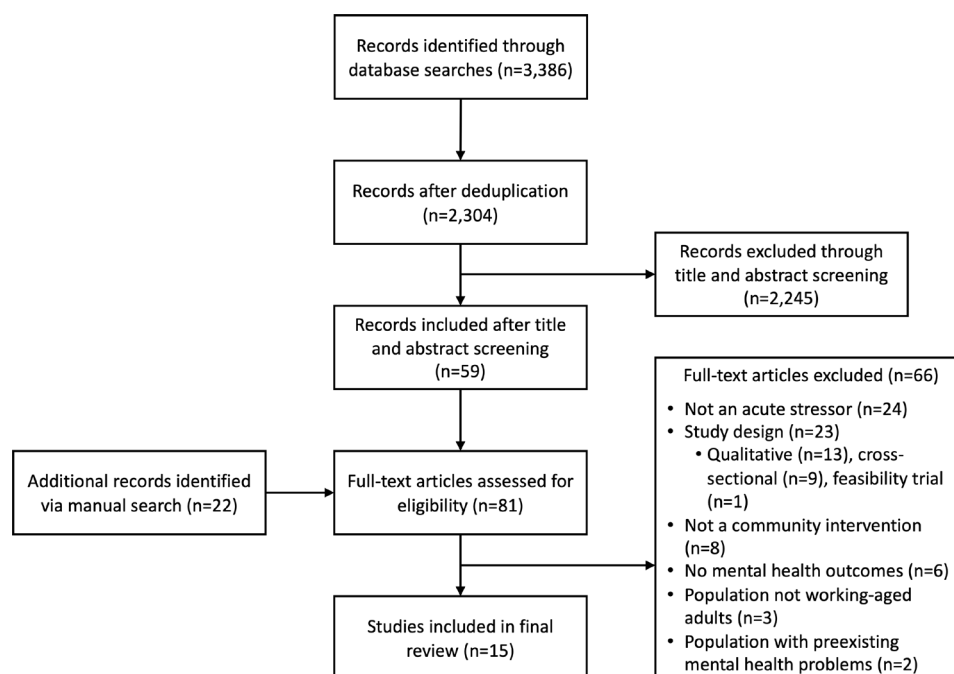 Records identified through
database searches (n=3,386)
Records after deduplication
(n=2,304)
Records excluded through
title and abstract screening
(n=2,245)
Records included after title
and abstract screening
(n=59)
Additional records identified
via manual search (n=22)
Full-text articles assessed for
eligibility (n=81)
Full-text articles excluded (n=66)
• Not an acute stressor (n=24)
• Study design (n=23)
• Qualitative (n=13), cross-
sectional (n=9), feasibility trial
(n=1)
• Not a community intervention
(n=8)
• No mental health outcomes (n=6)
• Population not working-aged
adults (n=3)
• Population with preexisting
mental health problems (n=2)
Studies included in final
review (n=15)